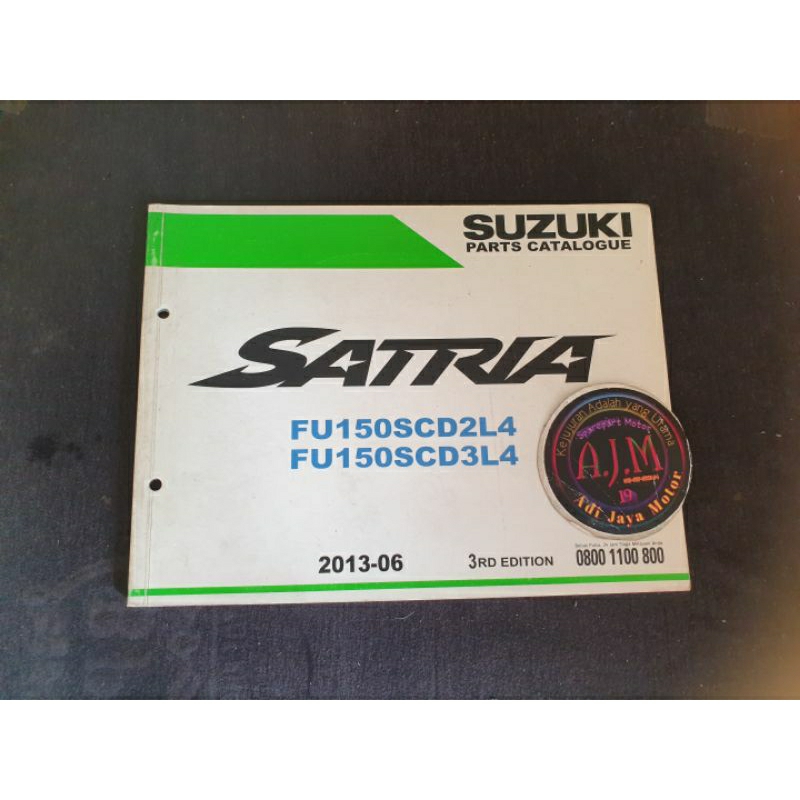 SUZUKI
PARTS CATALOGUE
SATRIA
FU150SCD2L4
FU150SCD3L4
Kejujuran Adalah yang Utama
Sparepart Motor
A.J.M
19
Adi Jaya Motor
2013-06
3RD EDITION
0800 1100 800